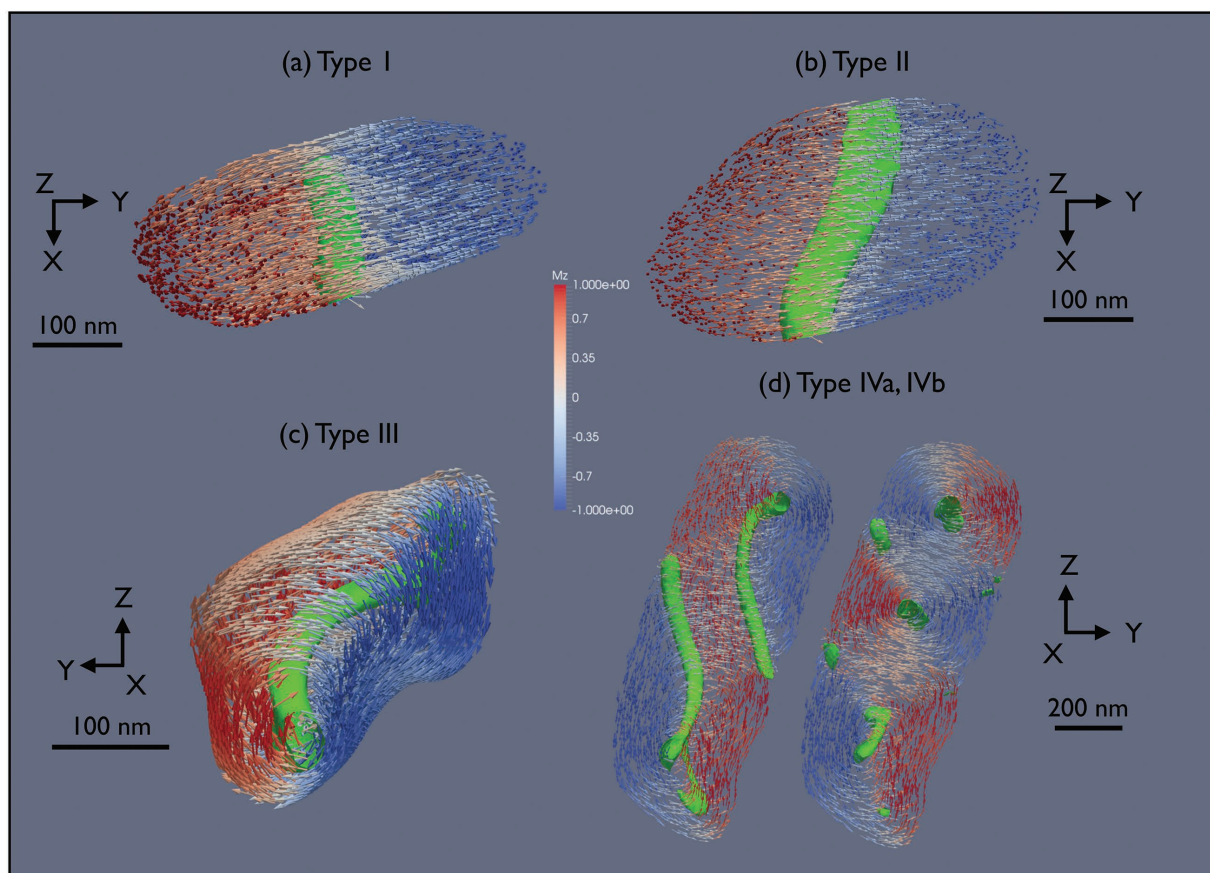 (a) Type I
(b) Type II
Z
Y
X
100 nm
Z
Y
X
100 nm
Mz
1.000e+00
0.7
0.35
0
-0.35
-0.7
-1.000e+00
(c) Type III
(d) Type IVa, IVb
Z
Y
X
100 nm
Z
X
Y
200 nm